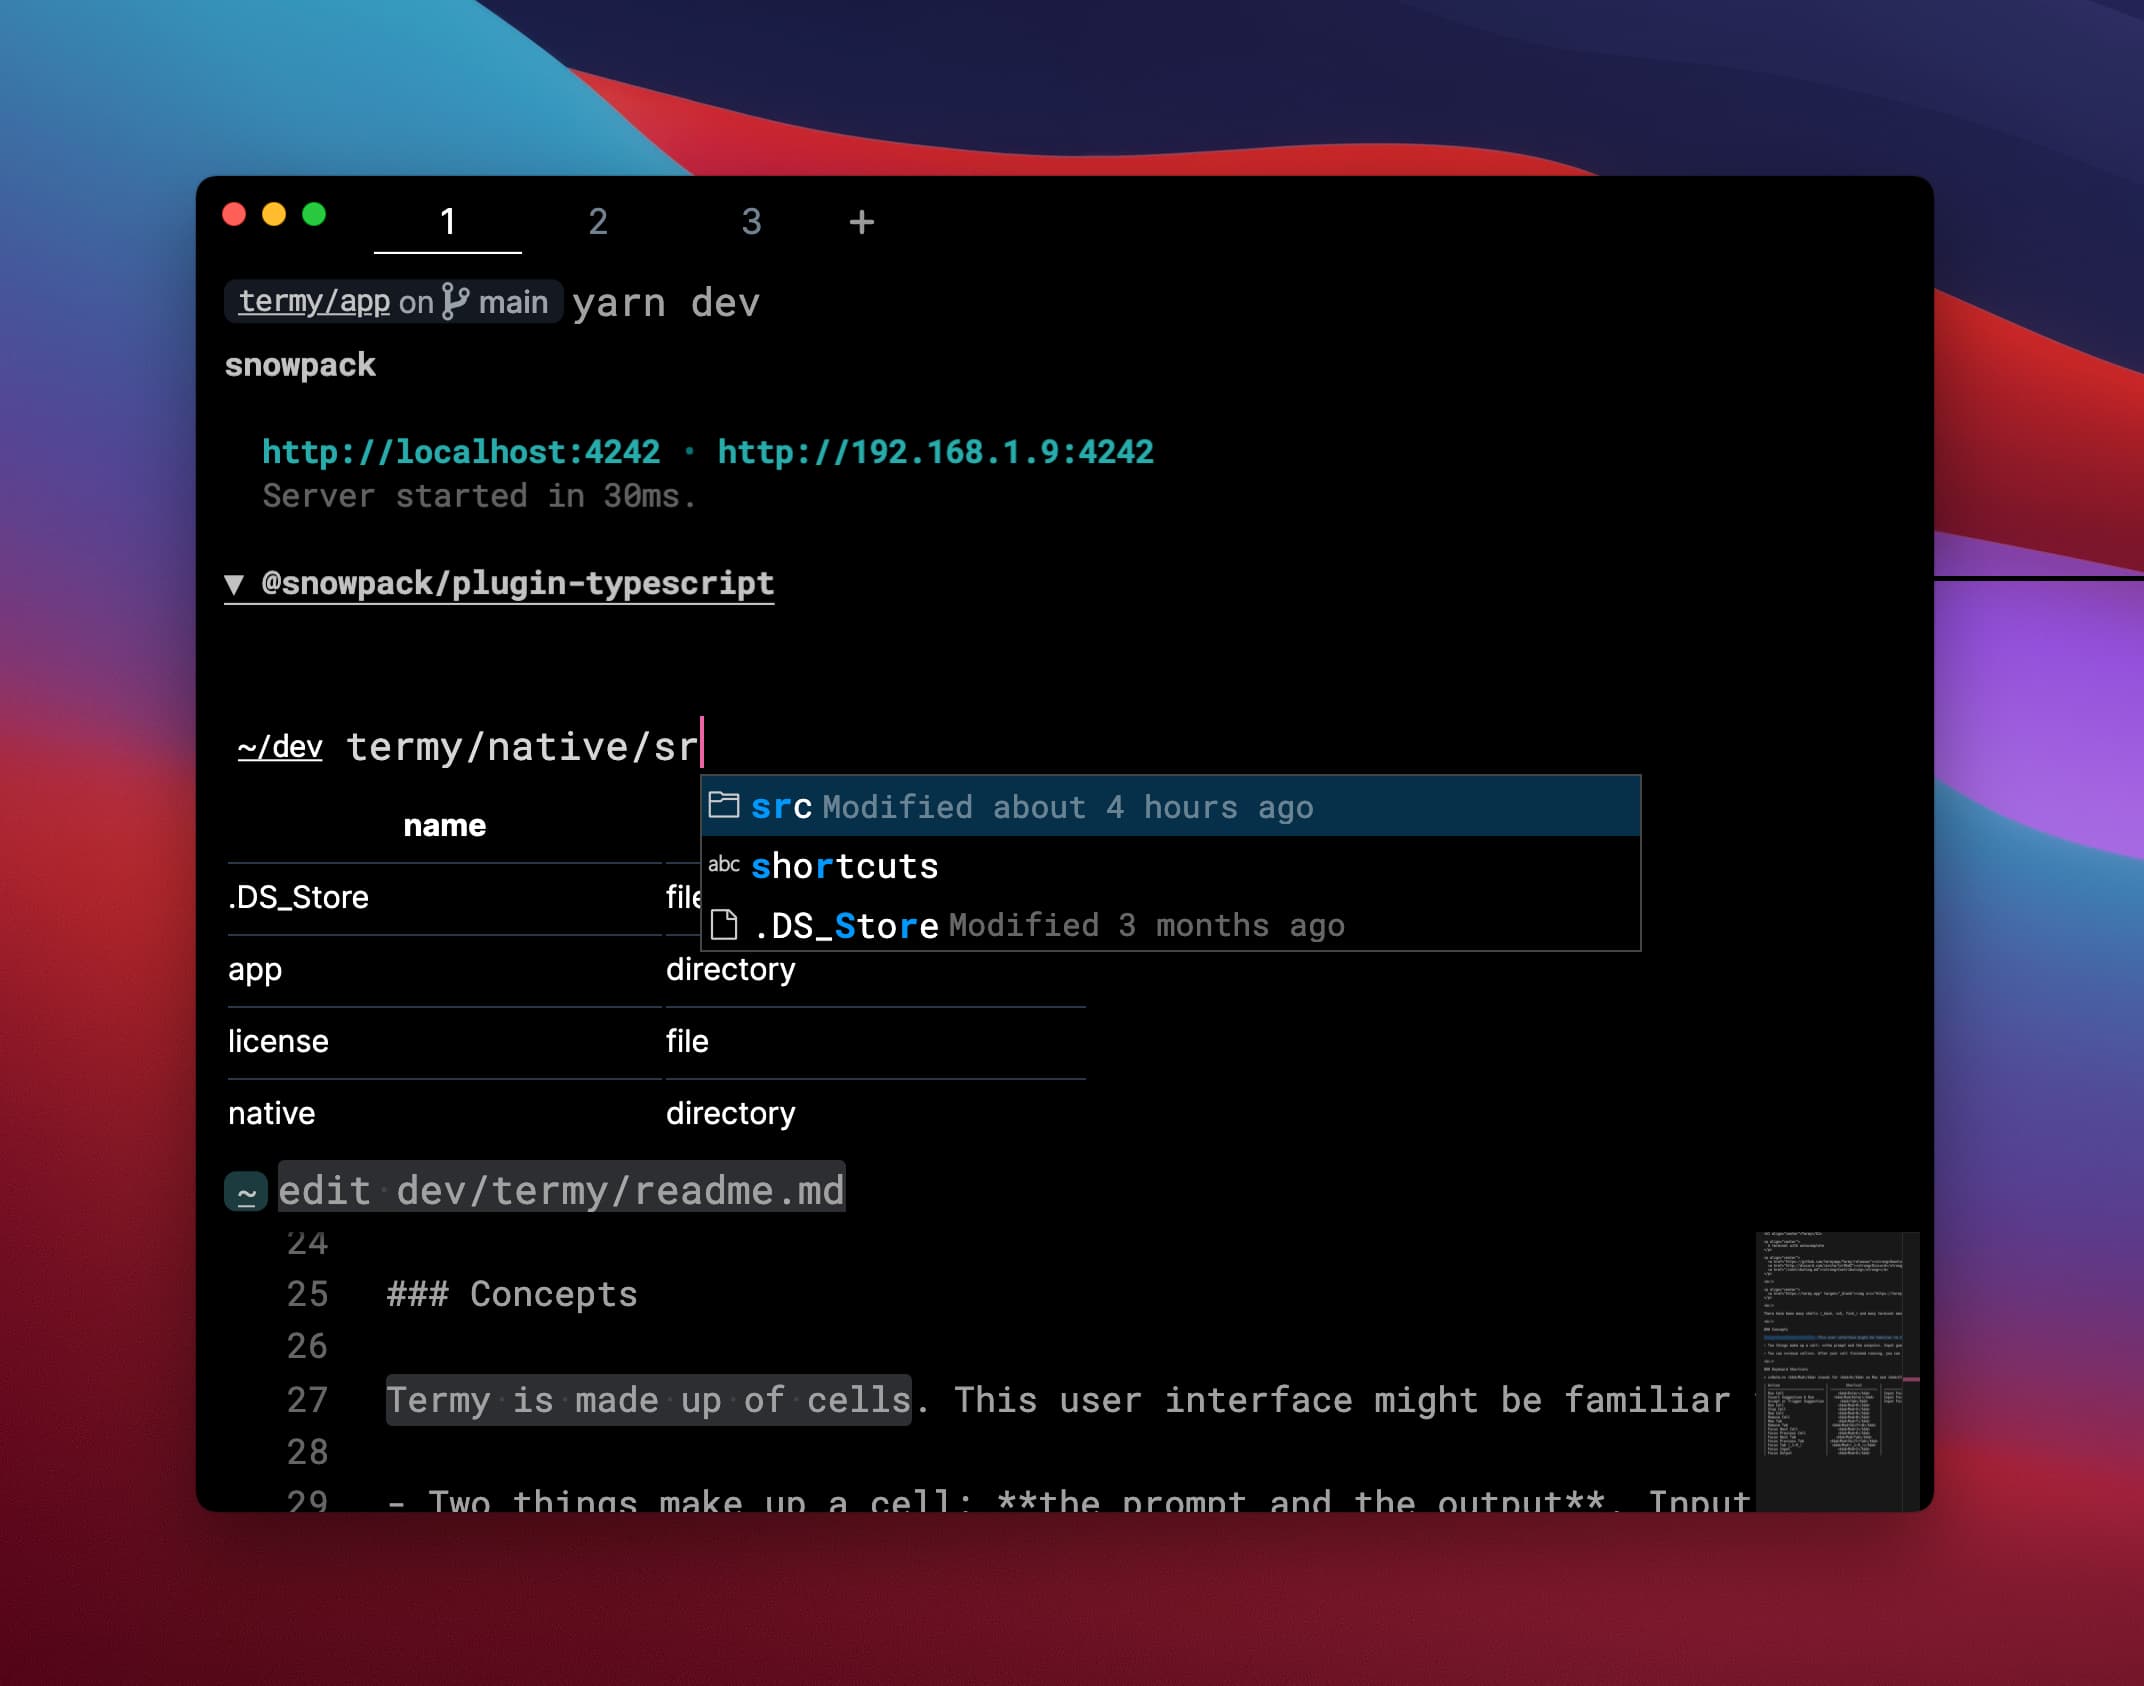 1 2 3 +
termy/app on main yarn dev
snowpack
http://localhost:4242 • http://192.168.1.9:4242
Server started in 30ms.
▼ @snowpack/plugin-typescript
~/dev termy/native/sr
src Modified about 4 hours ago
abc shortcuts
.DS_Store Modified 3 months ago
name
.DS_Store file
app directory
license file
native directory
~ edit dev/termy/readme.md
24
25 ### Concepts
26
27 Termy is made up of cells. This user interface might be familiar
28
29 - Two things make up a cell: **the prompt and the output**. Input